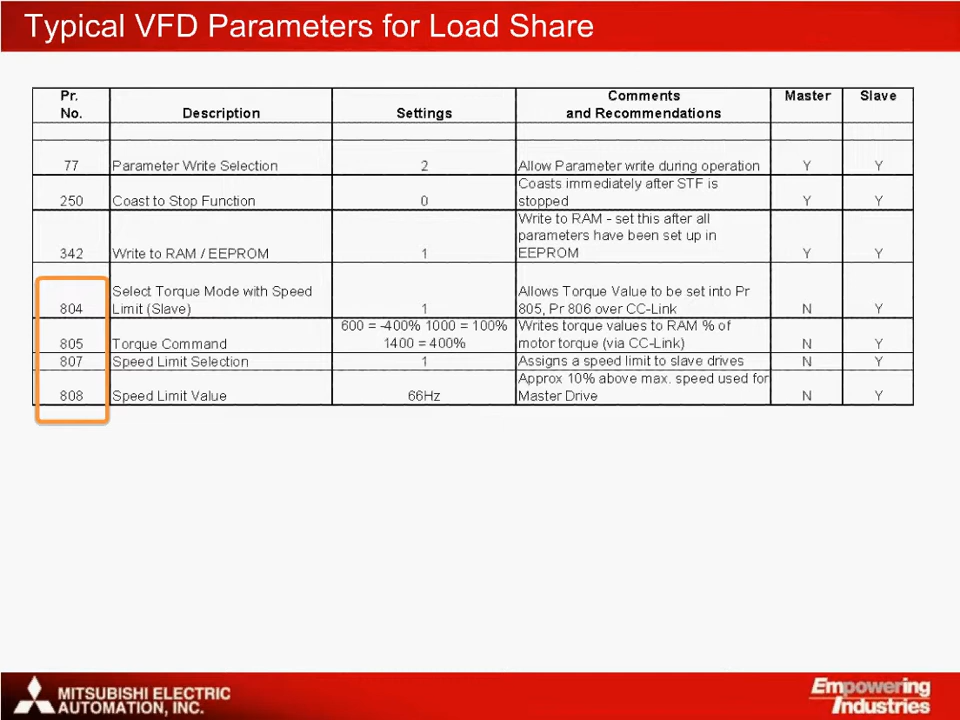 Typical VFD Parameters for Load Share
Pr. No. Description Settings Comments and Recommendations Master Slave
77 Parameter Write Selection 2 Allow Parameter write during operation Y Y
250 Coast to Stop Function 0 Coasts immediately after STF is stopped Y Y
342 Write to RAM / EEPROM 1 Write to RAM - set this after all parameters have been set up in EEPROM Y Y
804 Select Torque Mode with Speed Limit (Slave) 1 Allows Torque Value to be set into Pr 805, Pr 806 over CC-Link N Y
805 Torque Command 600 = -400% 1000 = 100% 1400 = 400% Writes torque values to RAM % of motor torque (via CC-Link) N Y
807 Speed Limit Selection 1 Assigns a speed limit to slave drives N Y
808 Speed Limit Value 66Hz Approx 10% above max. speed used for Master Drive N Y
MITSUBISHI ELECTRIC
AUTOMATION, INC.
Empowering
Industries